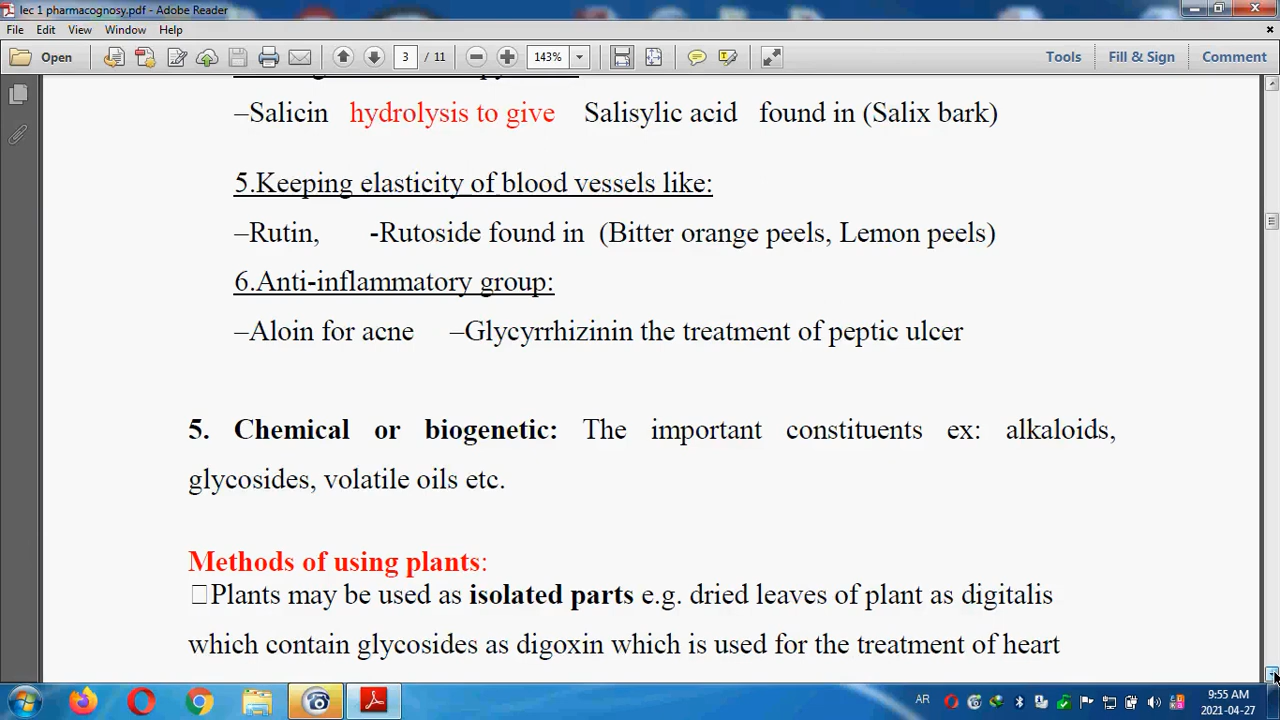 lec 1 pharmacognosy.pdf - Adobe Reader
File Edit View Window Help
Open 3 / 11 143% Tools Fill & Sign Comment
–Salicin hydrolysis to give Salisylic acid found in (Salix bark)
5.Keeping elasticity of blood vessels like:
–Rutin, -Rutoside found in (Bitter orange peels, Lemon peels)
6.Anti-inflammatory group:
–Aloin for acne –Glycyrrhizinin the treatment of peptic ulcer
5. Chemical or biogenetic: The important constituents ex: alkaloids,
glycosides, volatile oils etc.
Methods of using plants:
Plants may be used as isolated parts e.g. dried leaves of plant as digitalis
which contain glycosides as digoxin which is used for the treatment of heart
AR 9:55 AM
2021-04-27